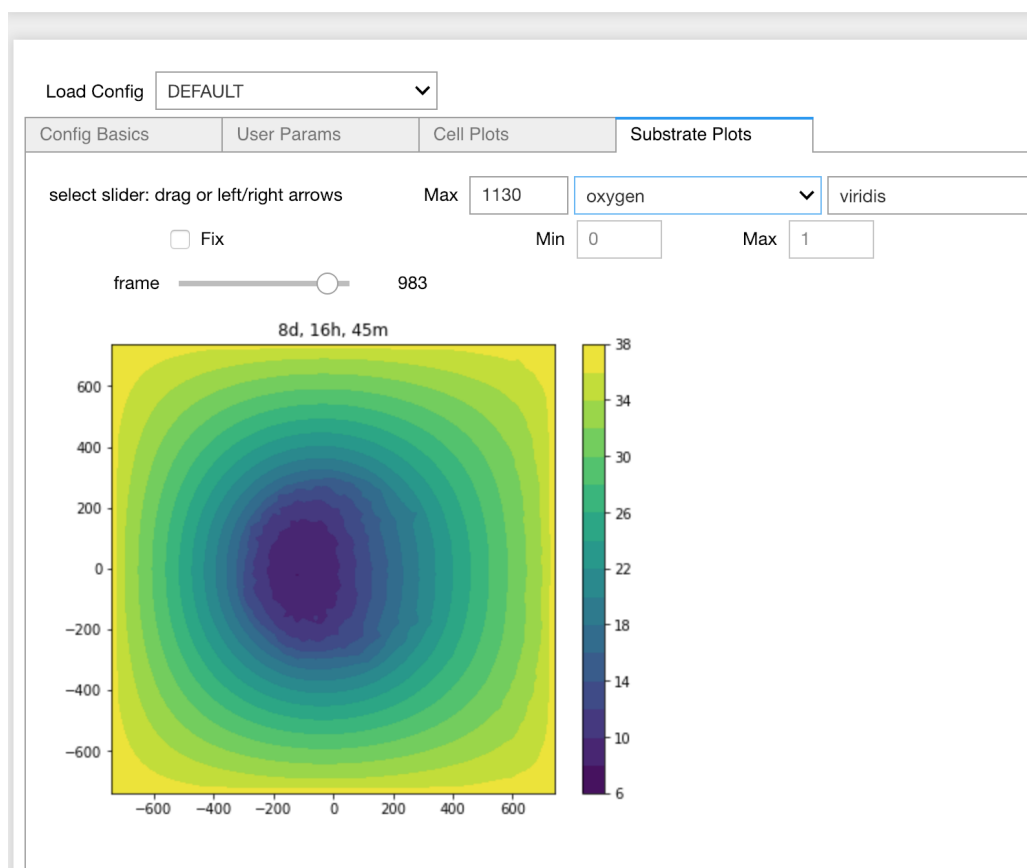 Load Config DEFAULT
Config Basics User Params Cell Plots Substrate Plots
select slider: drag or left/right arrows Max 1130 oxygen viridis
Fix Min 0 Max 1
frame 983
8d, 16h, 45m
600
400
200
0
−200
−400
−600
−600 −400 −200 0 200 400 600
38
34
30
26
22
18
14
10
6